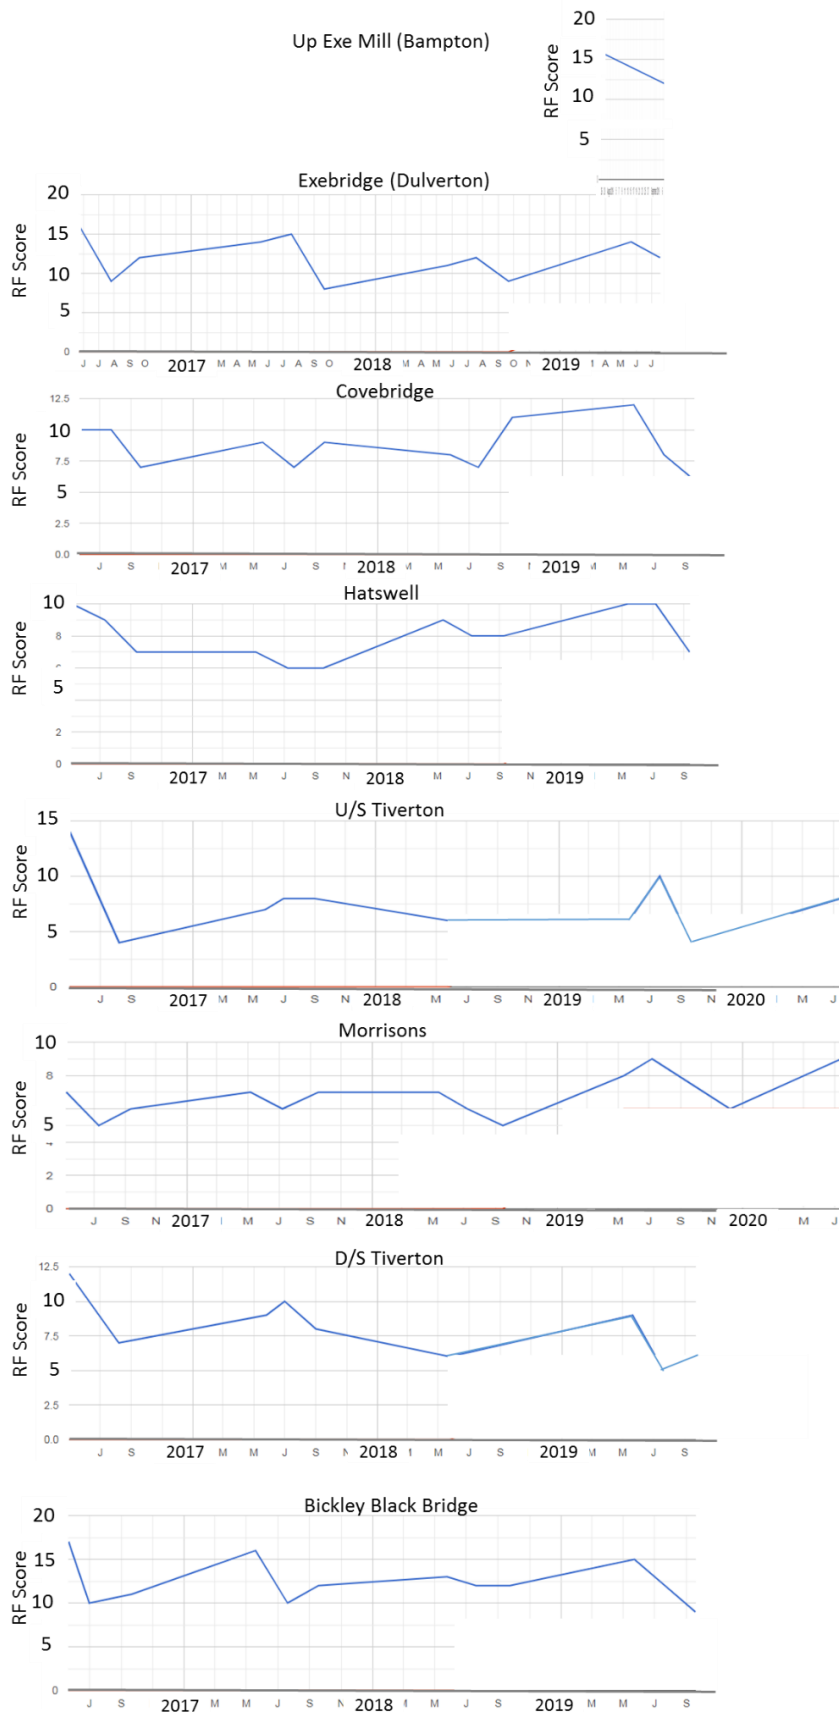 Up Exe Mill (Bampton)
20
15
10
5
RF Score
Exebridge (Dulverton)
20
15
10
5
0
RF Score
J J A S O 2017 M A M J J A S O 2018 M A M J J A S O N 2019 A M J J
Covebridge
12.5
10
7.5
5
2.5
0.0
RF Score
J S 2017 M M J S N 2018 M M J S N 2019 M J S
Hatswell
10
8
5
2
0
RF Score
J S 2017 M M J S N 2018 M J S N 2019 M J S
U/S Tiverton
15
10
5
0
RF Score
J S 2017 M M J S N 2018 M J S N 2019 M J S N 2020 M J
Morrisons
10
8
5
2
0
RF Score
J S N 2017 M J S N 2018 M J S N 2019 M J S N 2020 M J
D/S Tiverton
12.5
10
7.5
5
2.5
0.0
RF Score
J S 2017 M M J S 2018 M M J S N 2019 M M J S
Bickley Black Bridge
20
15
10
5
0
RF Score
J S 2017 M M J S 2018 M J S N 2019 M M J S